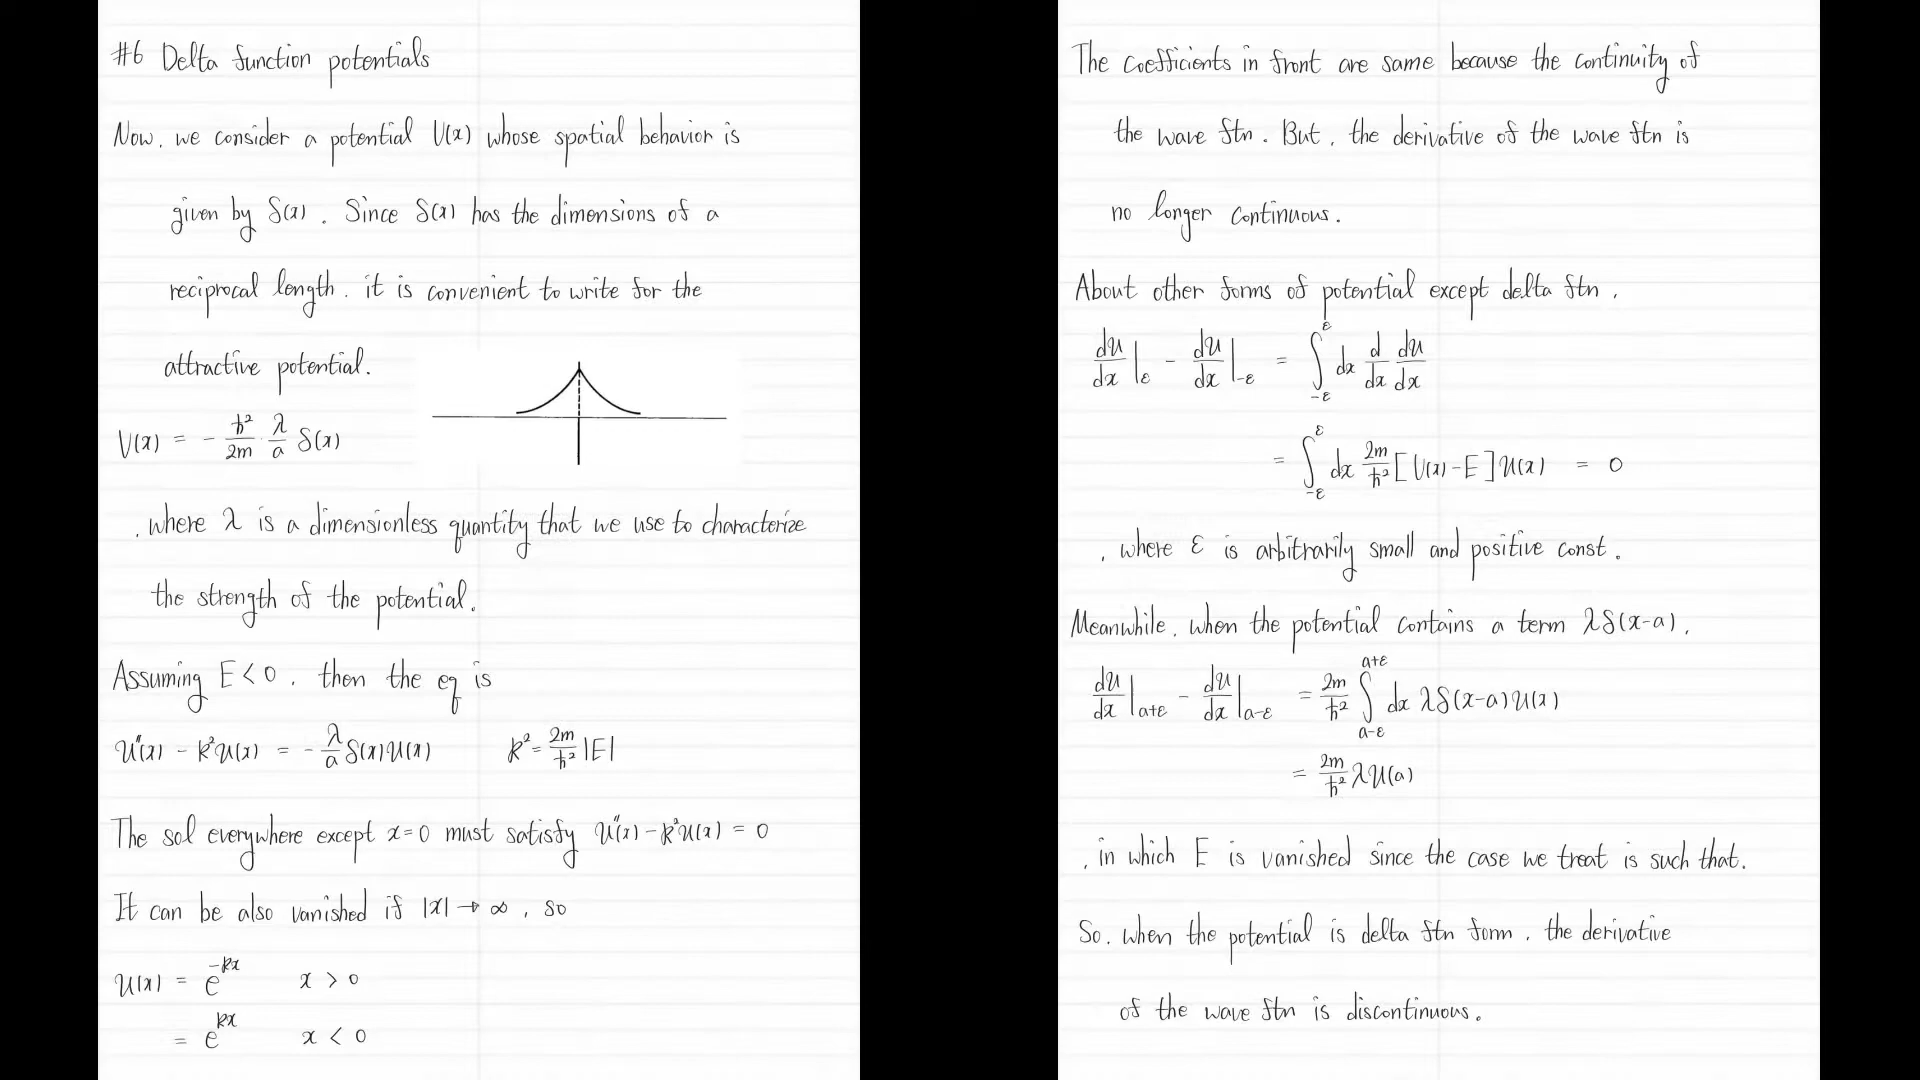 #6 Delta function potentials
Now, we consider a potential V(x) whose spatial behavior is
given by δ(x). Since δ(x) has the dimensions of a
reciprocal length, it is convenient to write for the
attractive potential.
V(x) = - ħ²/2m · λ/a δ(x)
, where λ is a dimensionless quantity that we use to characterize
the strength of the potential.
Assuming E < 0, then the eq is
u''(x) - k²u(x) = - λ/a δ(x)u(x) k² = 2m/ħ² |E|
The sol everywhere except x=0 must satisfy u''(x) - k²u(x) = 0
It can be also vanished if |x| → ∞, so
u(x) = e^{-kx} x > 0
= e^{kx} x < 0
The coefficients in front are same because the continuity of
the wave ftn. But, the derivative of the wave ftn is
no longer continuous.
About other forms of potential except delta ftn,
du/dx |_ε - du/dx |_{-ε} = ∫_{-ε}^{ε} dx d/dx du/dx
= ∫_{-ε}^{ε} dx 2m/ħ² [V(x) - E]u(x) = 0
, where ε is arbitrarily small and positive const.
Meanwhile, when the potential contains a term λδ(x-a),
du/dx |_{a+ε} - du/dx |_{a-ε} = 2m/ħ² ∫_{a-ε}^{a+ε} dx λδ(x-a)u(x)
= 2m/ħ² λu(a)
, in which E is vanished since the case we treat is such that.
So, when the potential is delta ftn form, the derivative
of the wave ftn is discontinuous.